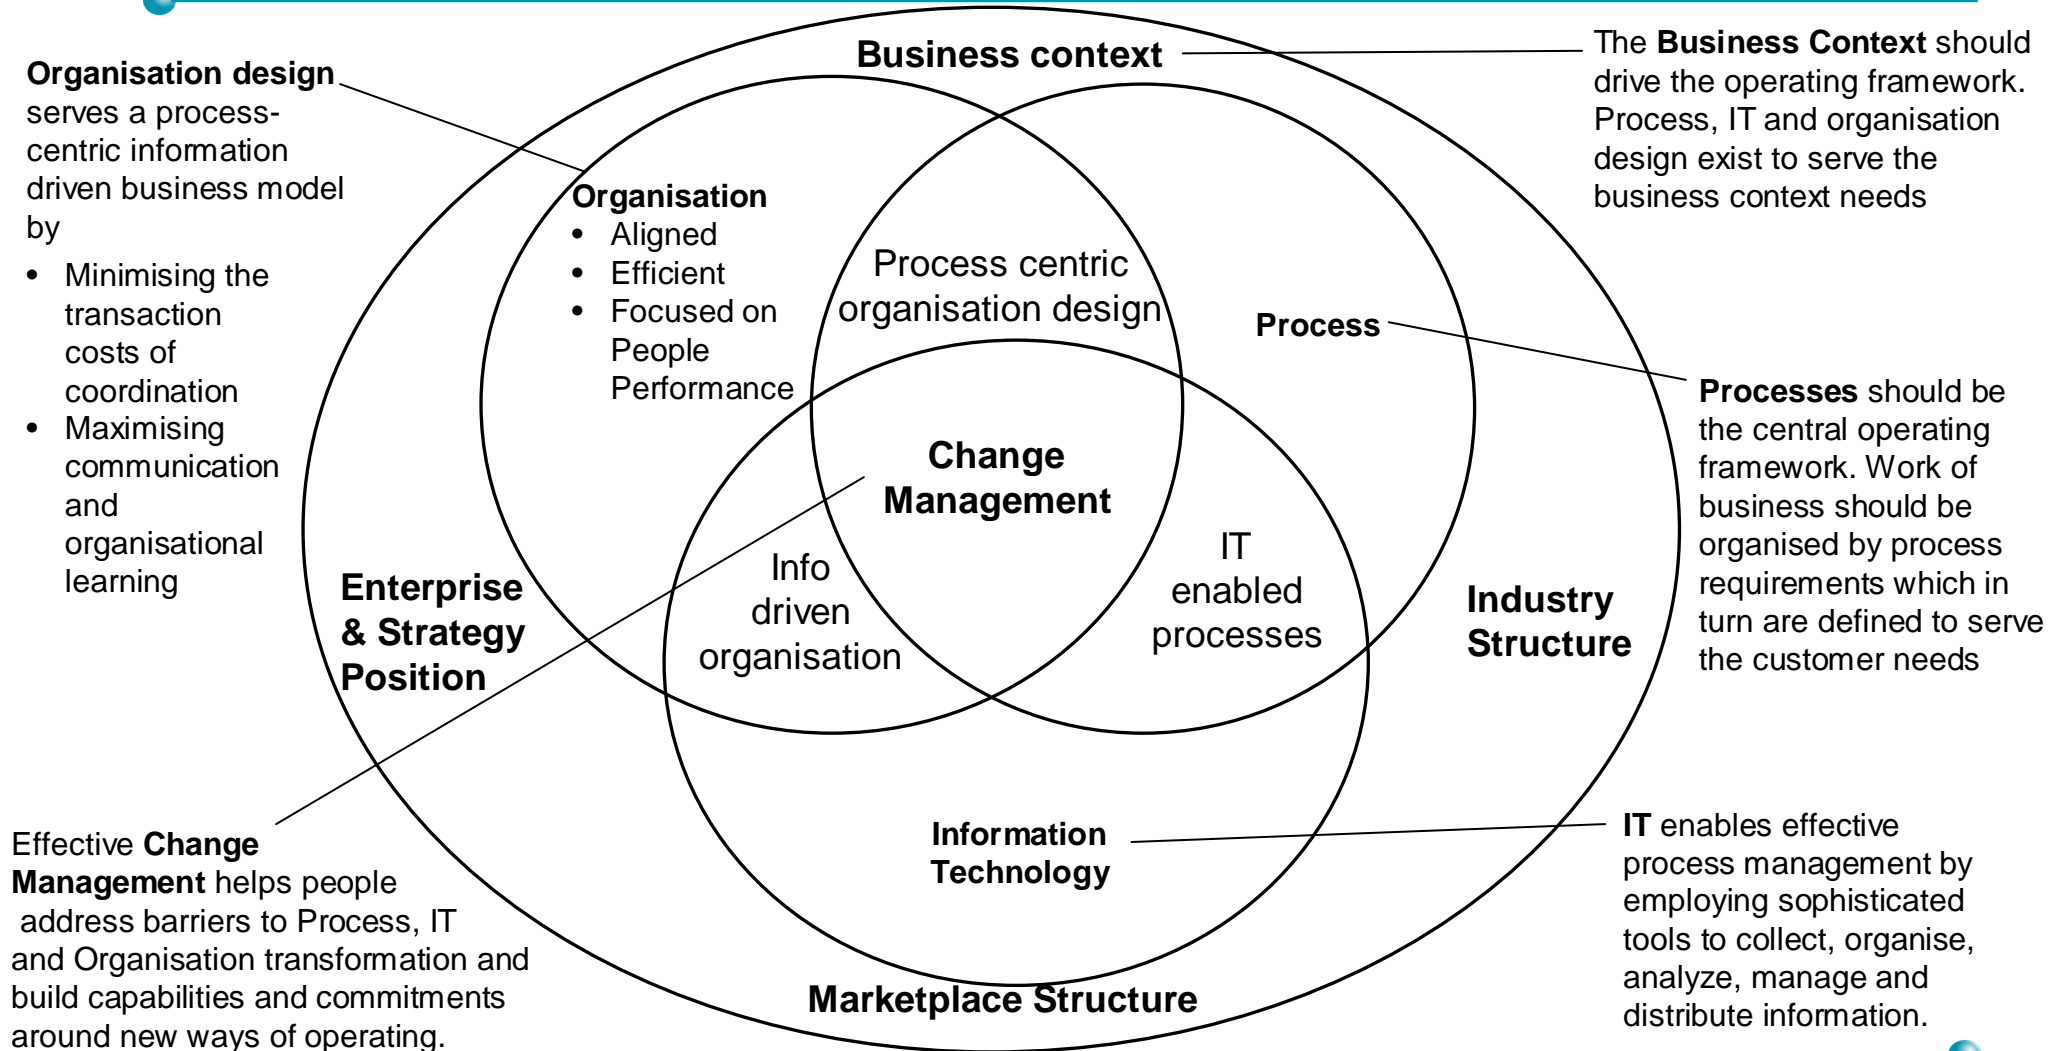 Business context
Organisation design
serves a process-
centric information
driven business model
by
• Minimising the
transaction
costs of
coordination
• Maximising
communication
and
organisational
learning
The Business Context should
drive the operating framework.
Process, IT and organisation
design exist to serve the
business context needs
Organisation
• Aligned
• Efficient
• Focused on
People
Performance
Process centric
organisation design
Process
Processes should be
the central operating
framework. Work of
business should be
organised by process
requirements which in
turn are defined to serve
the customer needs
Change
Management
Info
driven
organisation
IT
enabled
processes
Enterprise
& Strategy
Position
Industry
Structure
Information
Technology
IT enables effective
process management by
employing sophisticated
tools to collect, organise,
analyze, manage and
distribute information.
Effective Change
Management helps people
address barriers to Process, IT
and Organisation transformation and
build capabilities and commitments
around new ways of operating.
Marketplace Structure